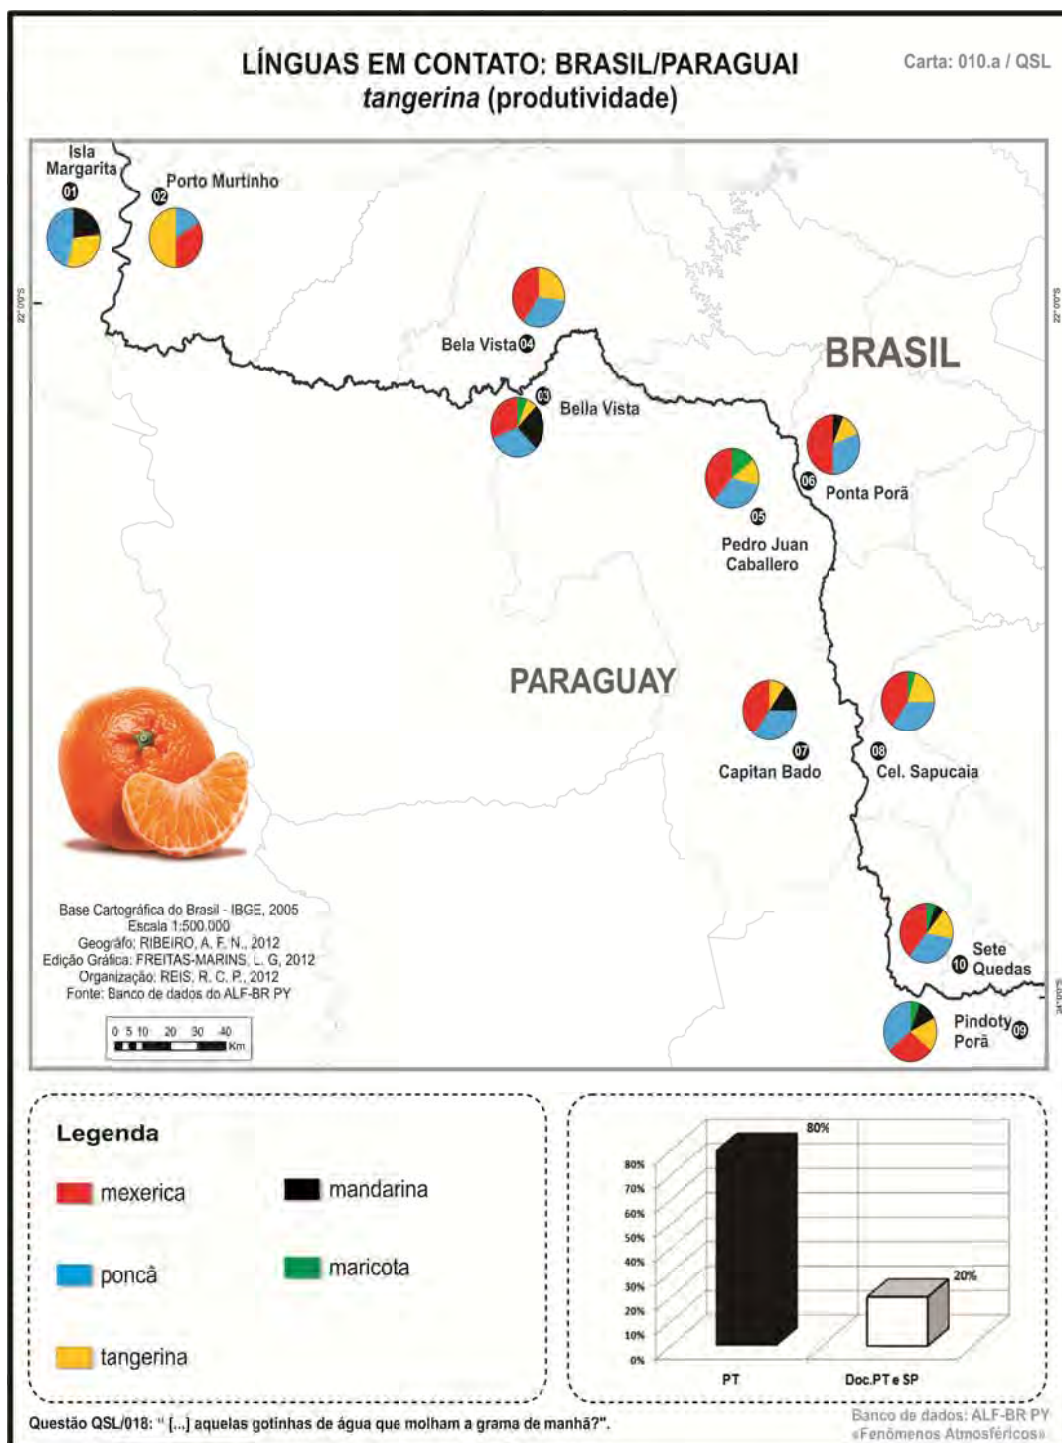 LÍNGUAS EM CONTATO: BRASIL/PARAGUAI
tangerina (produtividade)
Carta: 010.a / QSL
Isla
Margarita
01
02
Porto Murtinho
22°00'S
22°00'S
Bela Vista 04
03
Bella Vista
BRASIL
06
Ponta Porã
05
Pedro Juan
Caballero
PARAGUAY
07
Capitan Bado
08
Cel. Sapucaia
10
Sete
Quedas
Pindoty
Porã
09
Base Cartográfica do Brasil - IBGE, 2005
Escala 1:500.000
Geográfo: RIBEIRO, A. F. N., 2012
Edição Gráfica: FREITAS-MARINS, L. G, 2012
Organização: REIS, R. C. P., 2012
Fonte: Banco de dados do ALF-BR PY
0 5 10 20 30 40
Km
Legenda
mexerica
mandarina
poncã
maricota
tangerina
80%
20%
80%
70%
60%
50%
40%
30%
20%
10%
0%
PT
Doc.PT e SP
Questão QSL/018: “ [...] aquelas gotinhas de água que molham a grama de manhã?".
Banco de dados: ALF-BR PY
«Fenômenos Atmosféricos»